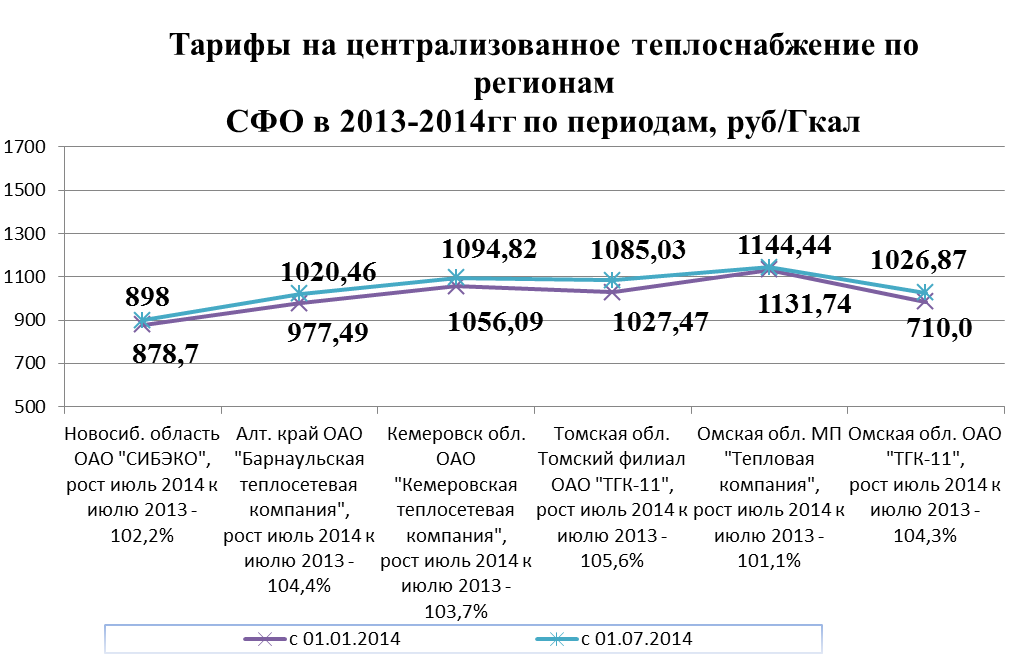 Тарифы на централизованное теплоснабжение по
регионам
СФО в 2013-2014гг по периодам, руб/Гкал
1700
1500
1300
1100
900
700
500
898
1020,46
1094,82
1085,03
1144,44
1026,87
878,7
977,49
1056,09
1027,47
1131,74
710,0
Новосиб. область
ОАО "СИБЭКО",
рост июль 2014 к
июлю 2013 -
102,2%
Алт. край ОАО
"Барнаульская
теплосетевая
компания",
рост июль 2014 к
июлю 2013 -
104,4%
Кемеровск обл.
ОАО
"Кемеровская
теплосетевая
компания",
рост июль 2014 к
июлю 2013 -
103,7%
Томская обл.
Томский филиал
ОАО "ТГК-11",
рост июль 2014 к
июлю 2013 -
105,6%
Омская обл. МП
"Тепловая
компания",
рост июль 2014 к
июлю 2013 -
101,1%
Омская обл. ОАО
"ТГК-11",
рост июль 2014 к
июлю 2013 -
104,3%
с 01.01.2014
с 01.07.2014